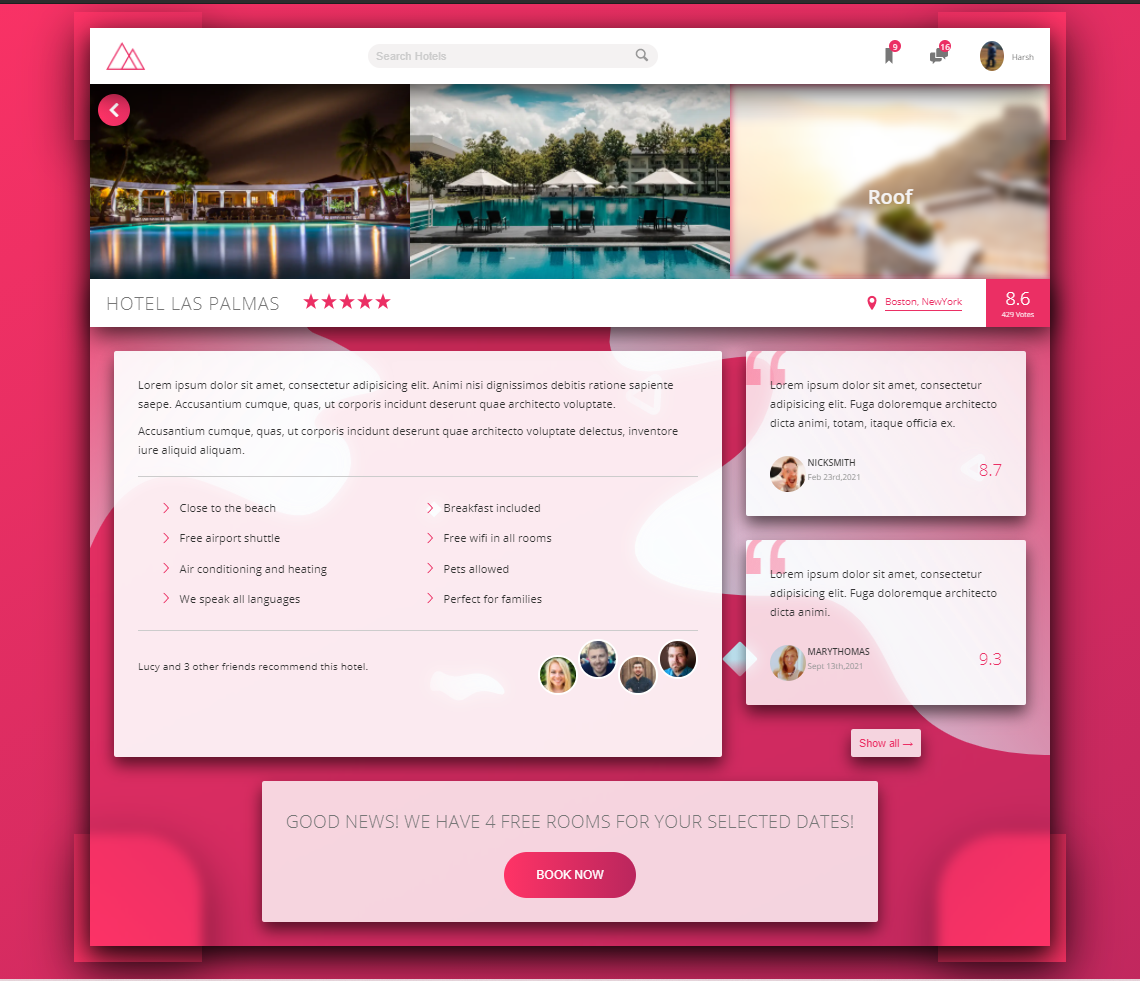 Search Hotels
9
16
Harsh
Roof
HOTEL LAS PALMAS
Boston, NewYork
8.6
429 Votes
Lorem ipsum dolor sit amet, consectetur adipisicing elit. Animi nisi dignissimos debitis ratione sapiente
saepe. Accusantium cumque, quas, ut corporis incidunt deserunt quae architecto voluptate.
Accusantium cumque, quas, ut corporis incidunt deserunt quae architecto voluptate delectus, inventore
iure aliquid aliquam.
Close to the beach
Breakfast included
Free airport shuttle
Free wifi in all rooms
Air conditioning and heating
Pets allowed
We speak all languages
Perfect for families
Lucy and 3 other friends recommend this hotel.
“
Lorem ipsum dolor sit amet, consectetur
adipisicing elit. Fuga doloremque architecto
dicta animi, totam, itaque officia ex.
NICKSMITH
Feb 23rd,2021
8.7
“
Lorem ipsum dolor sit amet, consectetur
adipisicing elit. Fuga doloremque architecto
dicta animi.
MARYTHOMAS
Sept 13th,2021
9.3
Show all →
GOOD NEWS! WE HAVE 4 FREE ROOMS FOR YOUR SELECTED DATES!
BOOK NOW